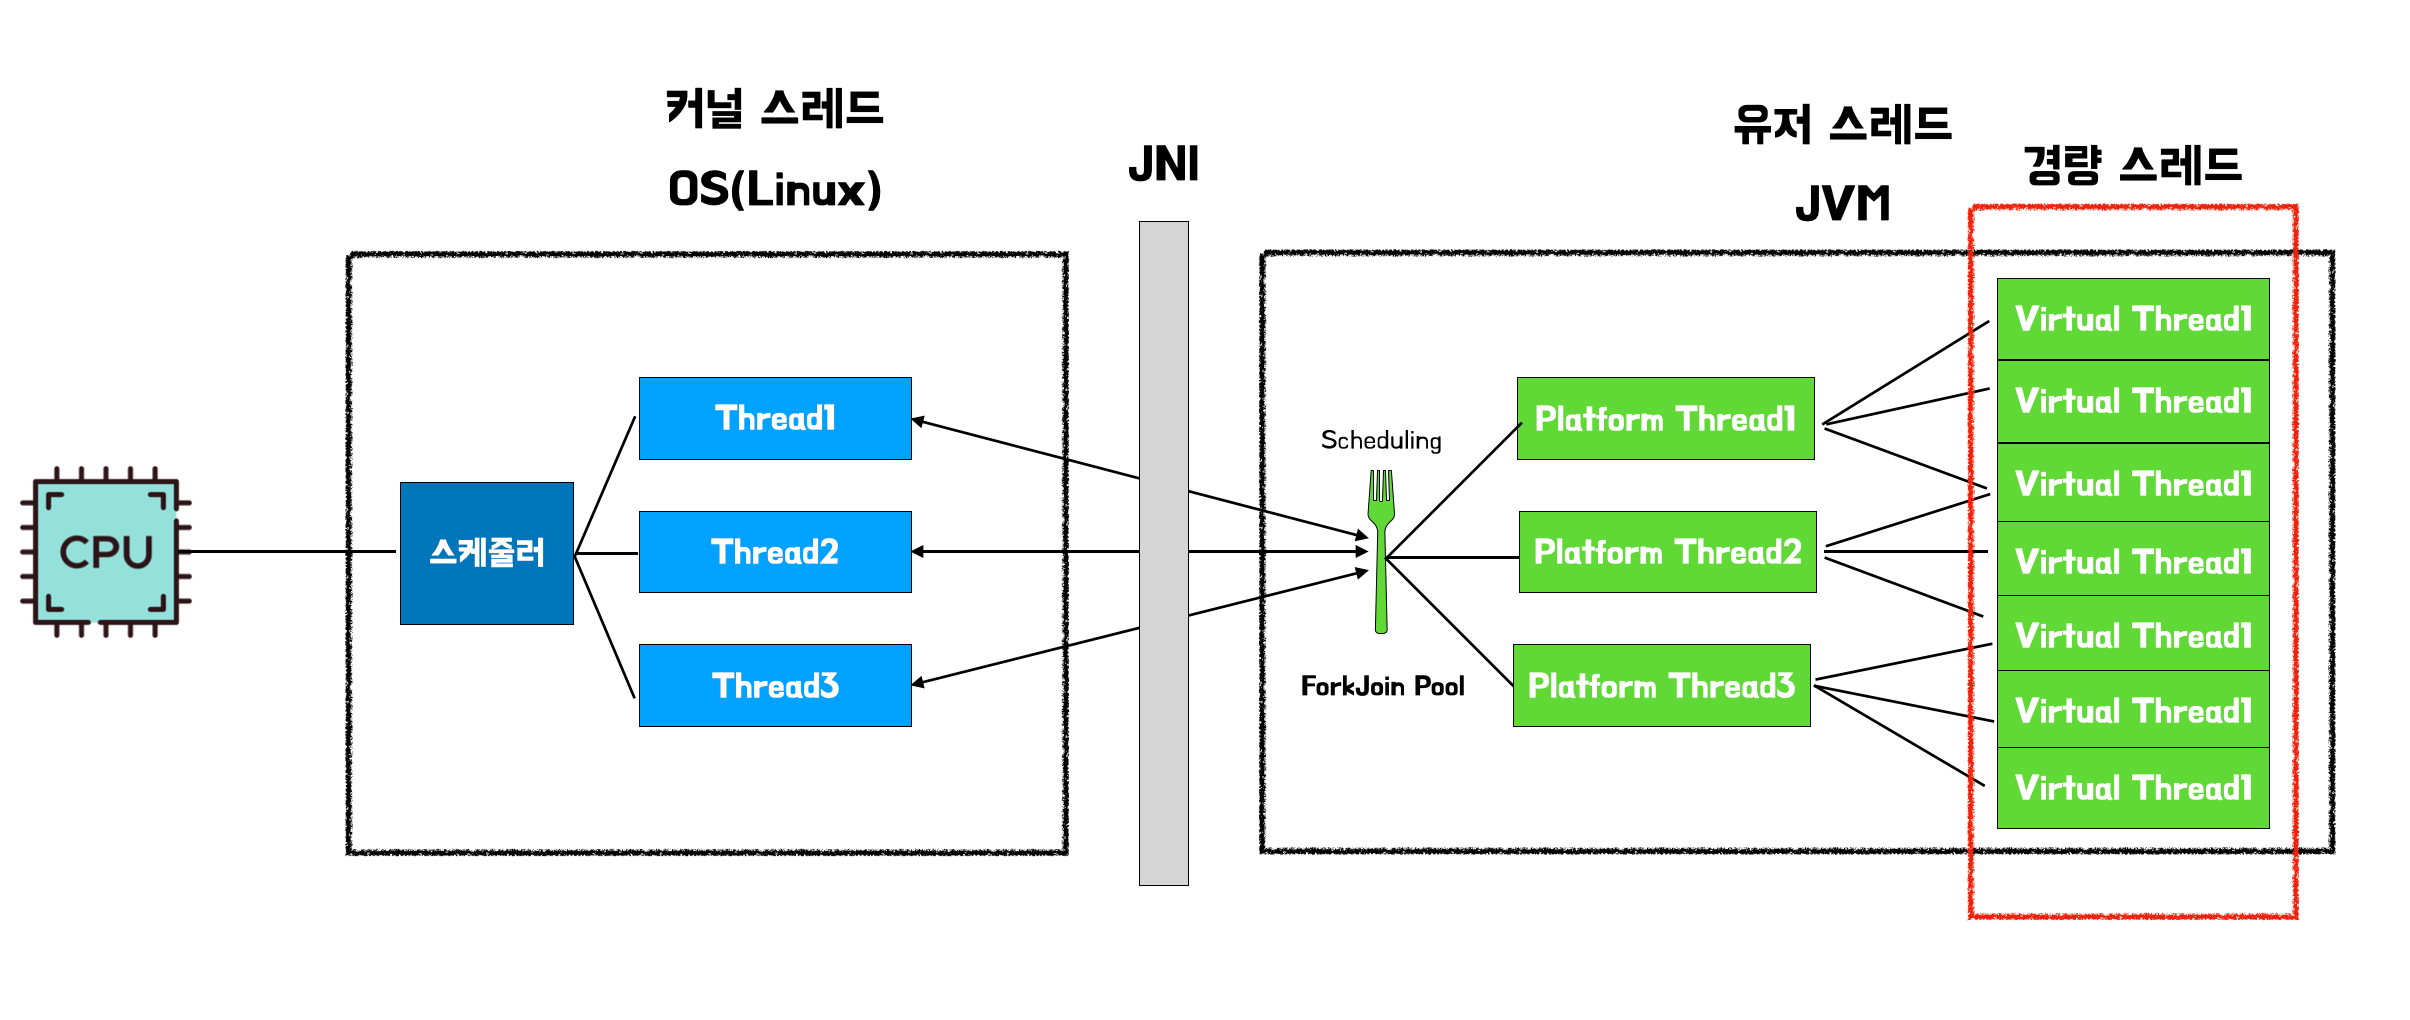 커널 스레드
OS(Linux)
JNI
유저 스레드
JVM
경량 스레드
CPU
스케줄러
Thread1
Thread2
Thread3
Scheduling
ForkJoin Pool
Platform Thread1
Platform Thread2
Platform Thread3
Virtual Thread1
Virtual Thread1
Virtual Thread1
Virtual Thread1
Virtual Thread1
Virtual Thread1
Virtual Thread1